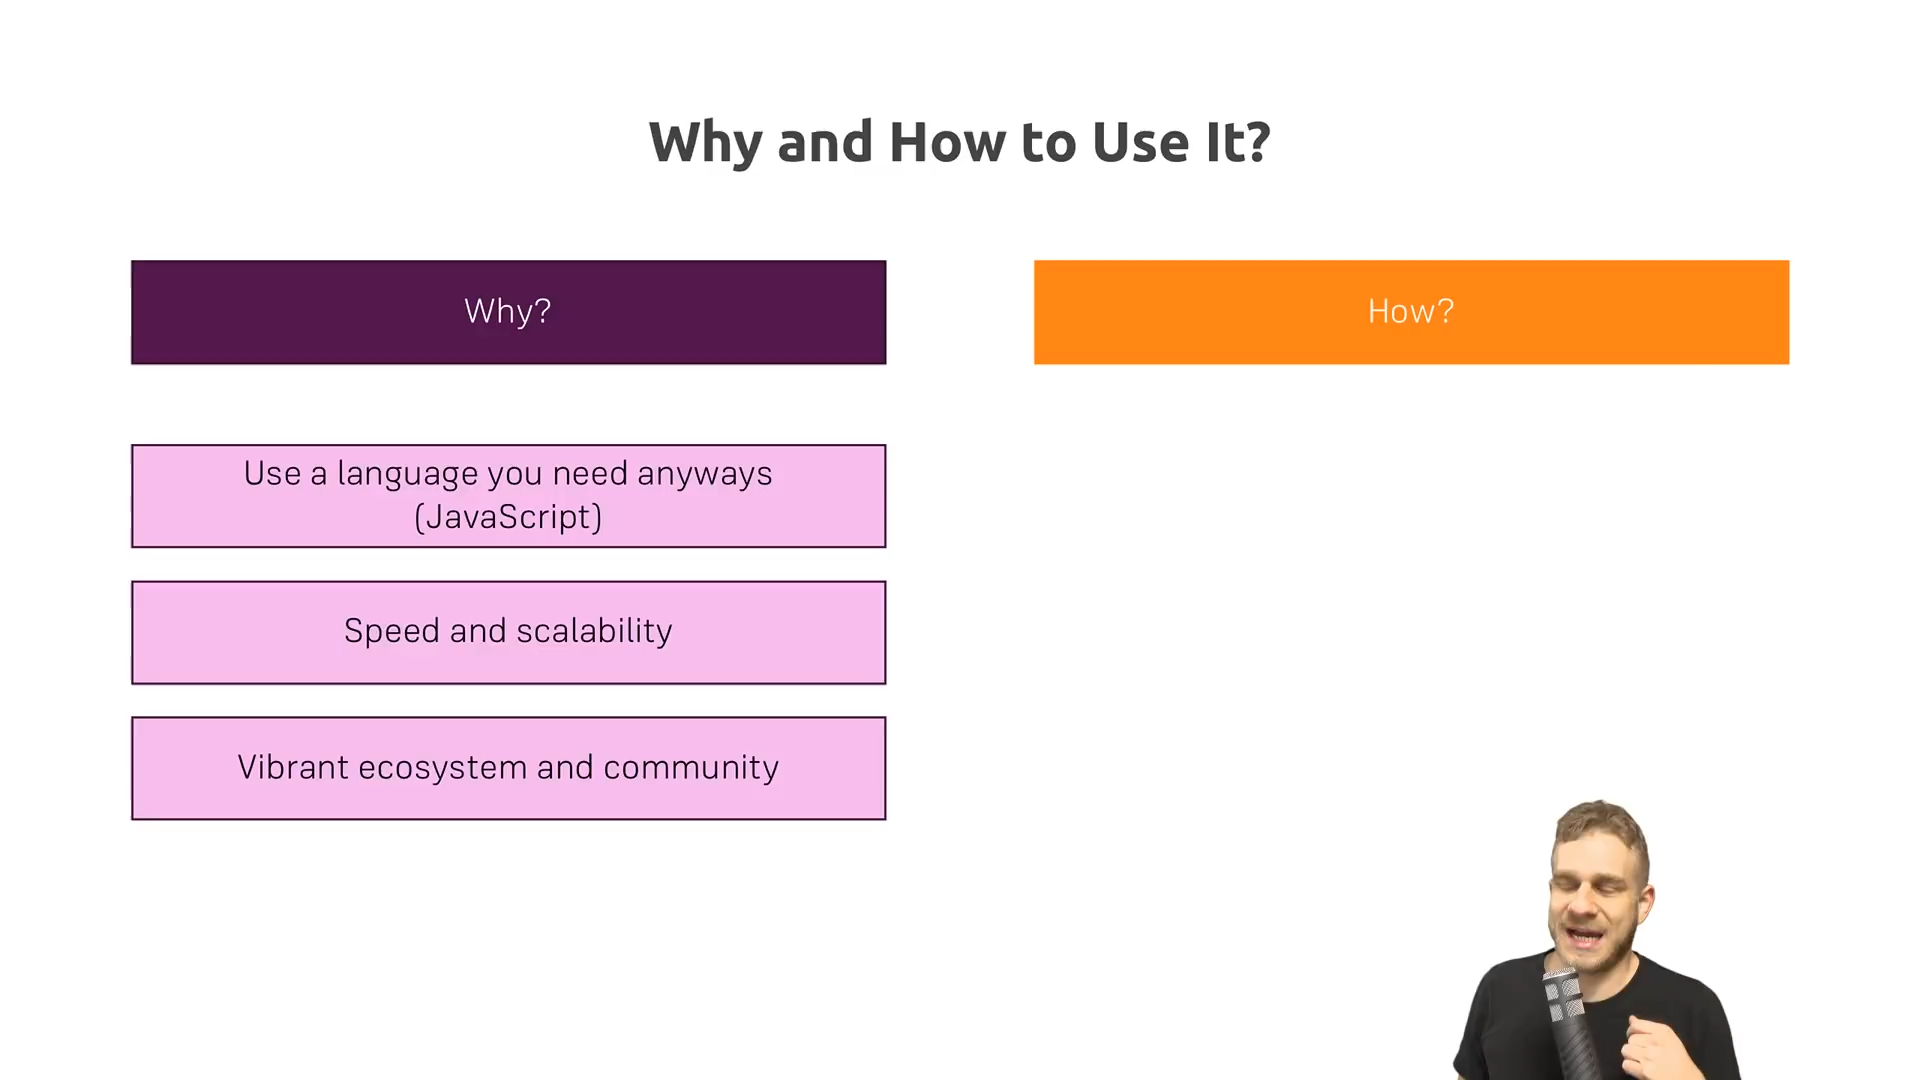 Why and How to Use It?
Why?
How?
Use a language you need anyways
(JavaScript)
Speed and scalability
Vibrant ecosystem and community